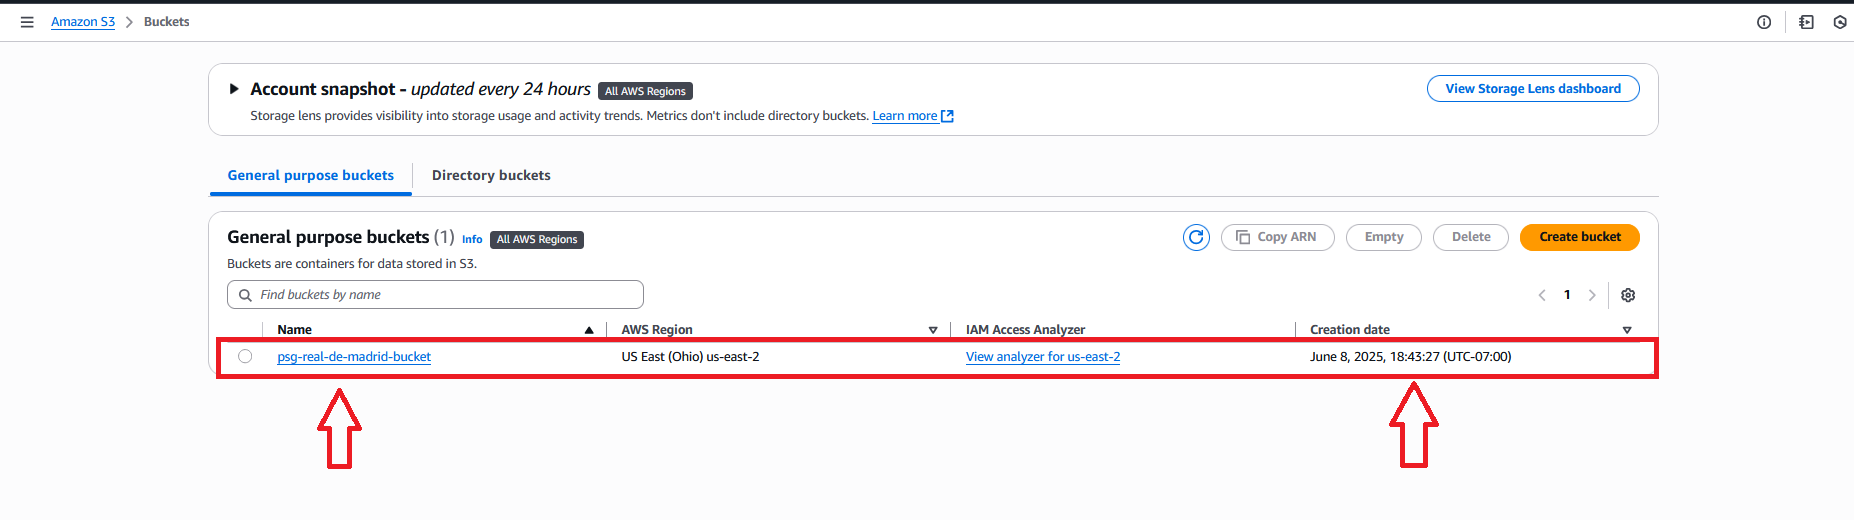 Amazon S3 > Buckets
Account snapshot - updated every 24 hours All AWS Regions
View Storage Lens dashboard
Storage lens provides visibility into storage usage and activity trends. Metrics don't include directory buckets. Learn more
General purpose buckets Directory buckets
General purpose buckets (1) Info All AWS Regions
Copy ARN Empty Delete Create bucket
Buckets are containers for data stored in S3.
Find buckets by name
< 1 >
Name AWS Region IAM Access Analyzer Creation date
psg-real-de-madrid-bucket US East (Ohio) us-east-2 View analyzer for us-east-2 June 8, 2025, 18:43:27 (UTC-07:00)